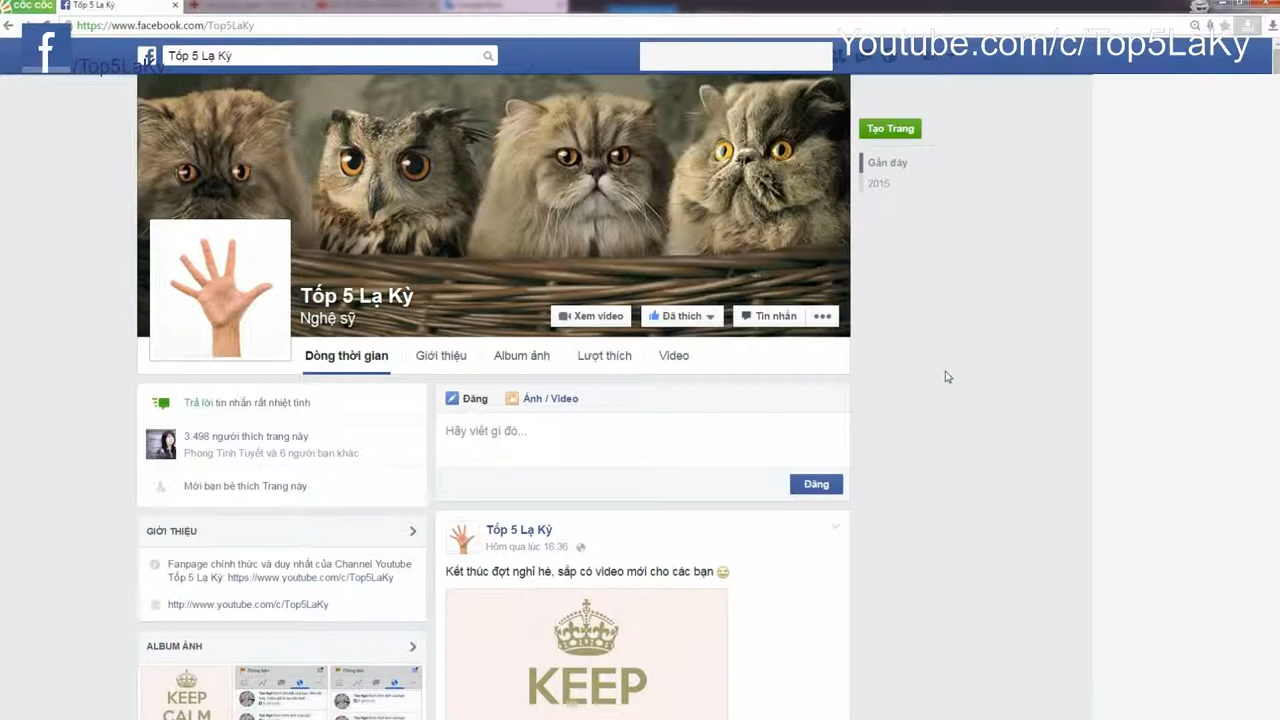 CỐC CỐC
Tốp 5 Lạ Kỳ
https://www.facebook.com/Top5LaKy
Youtube.com/c/Top5LaKy
f
/Top5LaKy
Tốp 5 Lạ Kỳ
Tạo Trang
Gần đây
2015
Tốp 5 Lạ Kỳ
Nghệ sỹ
Xem video
Đã thích
Tin nhắn
Dòng thời gian
Giới thiệu
Album ảnh
Lượt thích
Video
Trả lời tin nhắn rất nhiệt tình
3.498 người thích trang này
Phong Tình Tuyết và 6 người bạn khác
Mời bạn bè thích Trang này
GIỚI THIỆU
Fanpage chính thức và duy nhất của Channel Youtube
Tốp 5 Lạ Kỳ: https://www.youtube.com/c/Top5LaKy
http://www.youtube.com/c/Top5LaKy
ALBUM ẢNH
KEEP
CALM
Đăng
Ảnh / Video
Hãy viết gì đó...
Đăng
Tốp 5 Lạ Kỳ
Hôm qua lúc 16:36
Kết thúc đợt nghỉ hè, sắp có video mới cho các bạn
KEEP